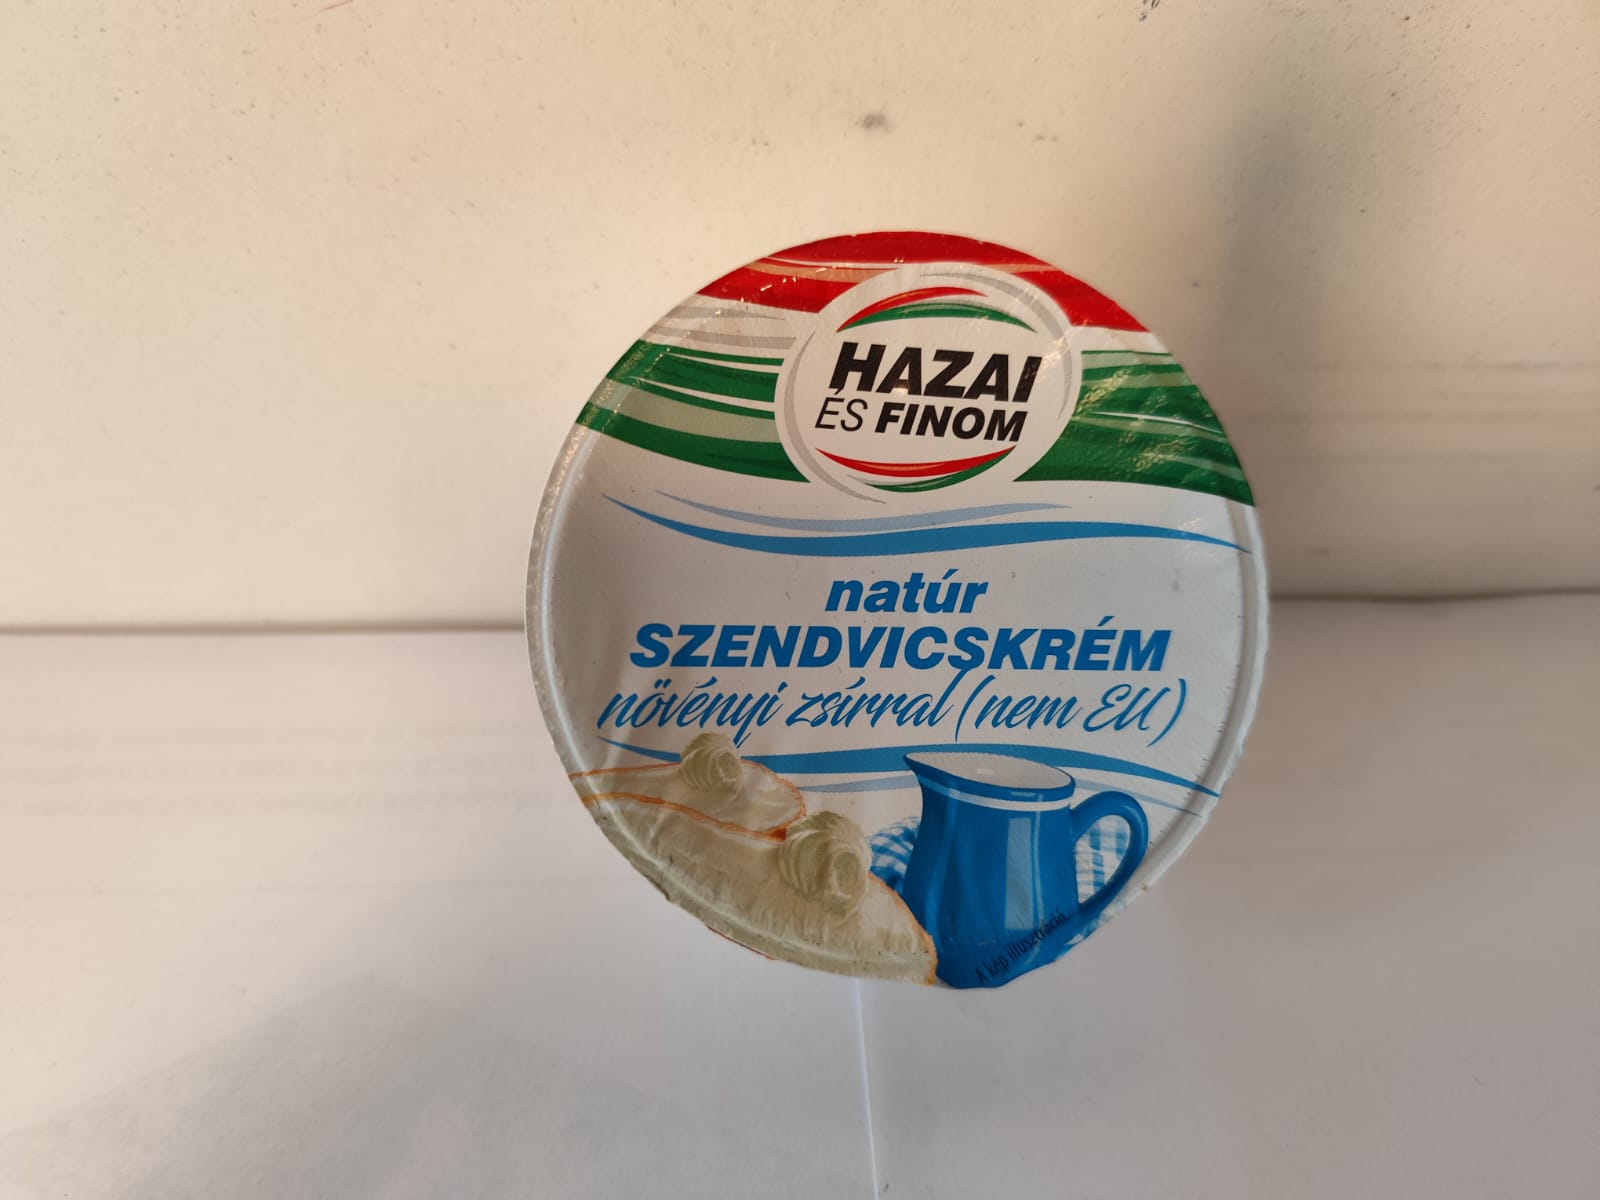 HAZAI
ÉS FINOM
natúr
SZENDVICSKRÉM
növényi zsírral (nem EU)
A kép illusztráció.